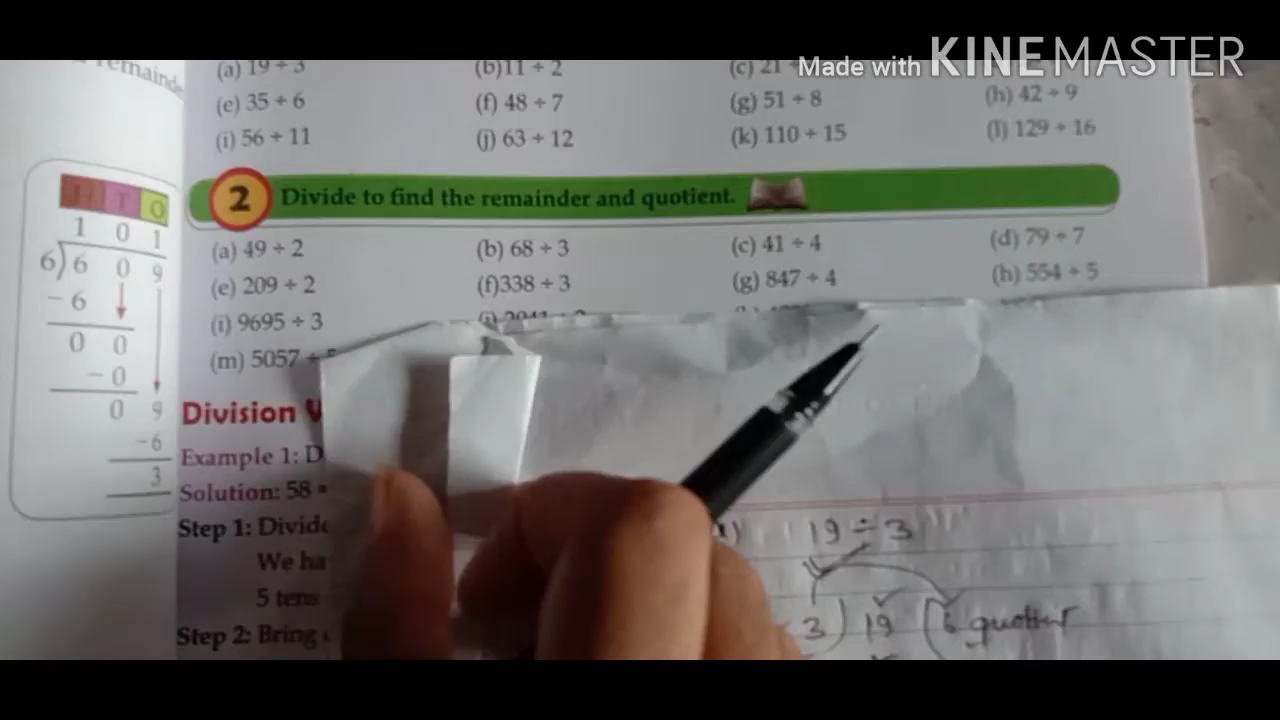 Made with KINEMASTER
remaind
(a) 19 ÷ 3 (b) 11 ÷ 2 (c) 21
(e) 35 ÷ 6 (f) 48 ÷ 7 (g) 51 ÷ 8 (h) 42 ÷ 9
(i) 56 ÷ 11 (j) 63 ÷ 12 (k) 110 ÷ 15 (l) 129 ÷ 16
2 Divide to find the remainder and quotient.
(a) 49 ÷ 2 (b) 68 ÷ 3 (c) 41 ÷ 4 (d) 79 ÷ 7
(e) 209 ÷ 2 (f) 338 ÷ 3 (g) 847 ÷ 4 (h) 554 ÷ 5
(i) 9695 ÷ 3
(m) 5057 ÷
H T O
1 0 1
6) 6 0 9
- 6
0 0
- 0
0 9
- 6
3
Division
Example 1: D
Solution: 58 =
Step 1: Divide
We ha
5 tens
Step 2: Bring
19 ÷ 3
3 ) 19 ( 6 quotient